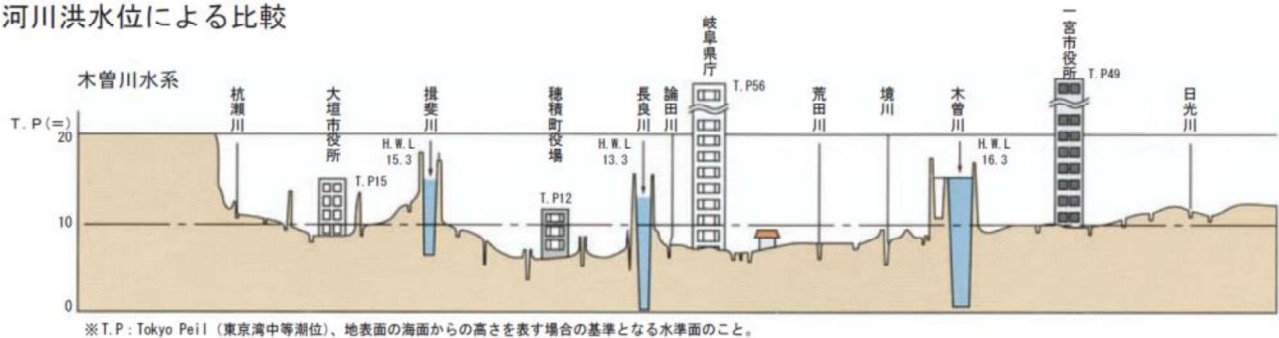 河川洪水位による比較
木曽川水系
T.P(=)
20
10
0
杭瀬川
大垣市役所
T.P15
揖斐川
H.W.L
15.3
穂積町役場
T.P12
長良川
H.W.L
13.3
論田川
岐阜県庁
T.P56
荒田川
境川
木曽川
H.W.L
16.3
一宮市役所
T.P49
日光川
※T.P:Tokyo Peil(東京湾中等潮位)、地表面の海面からの高さを表す場合の基準となる水準面のこと。